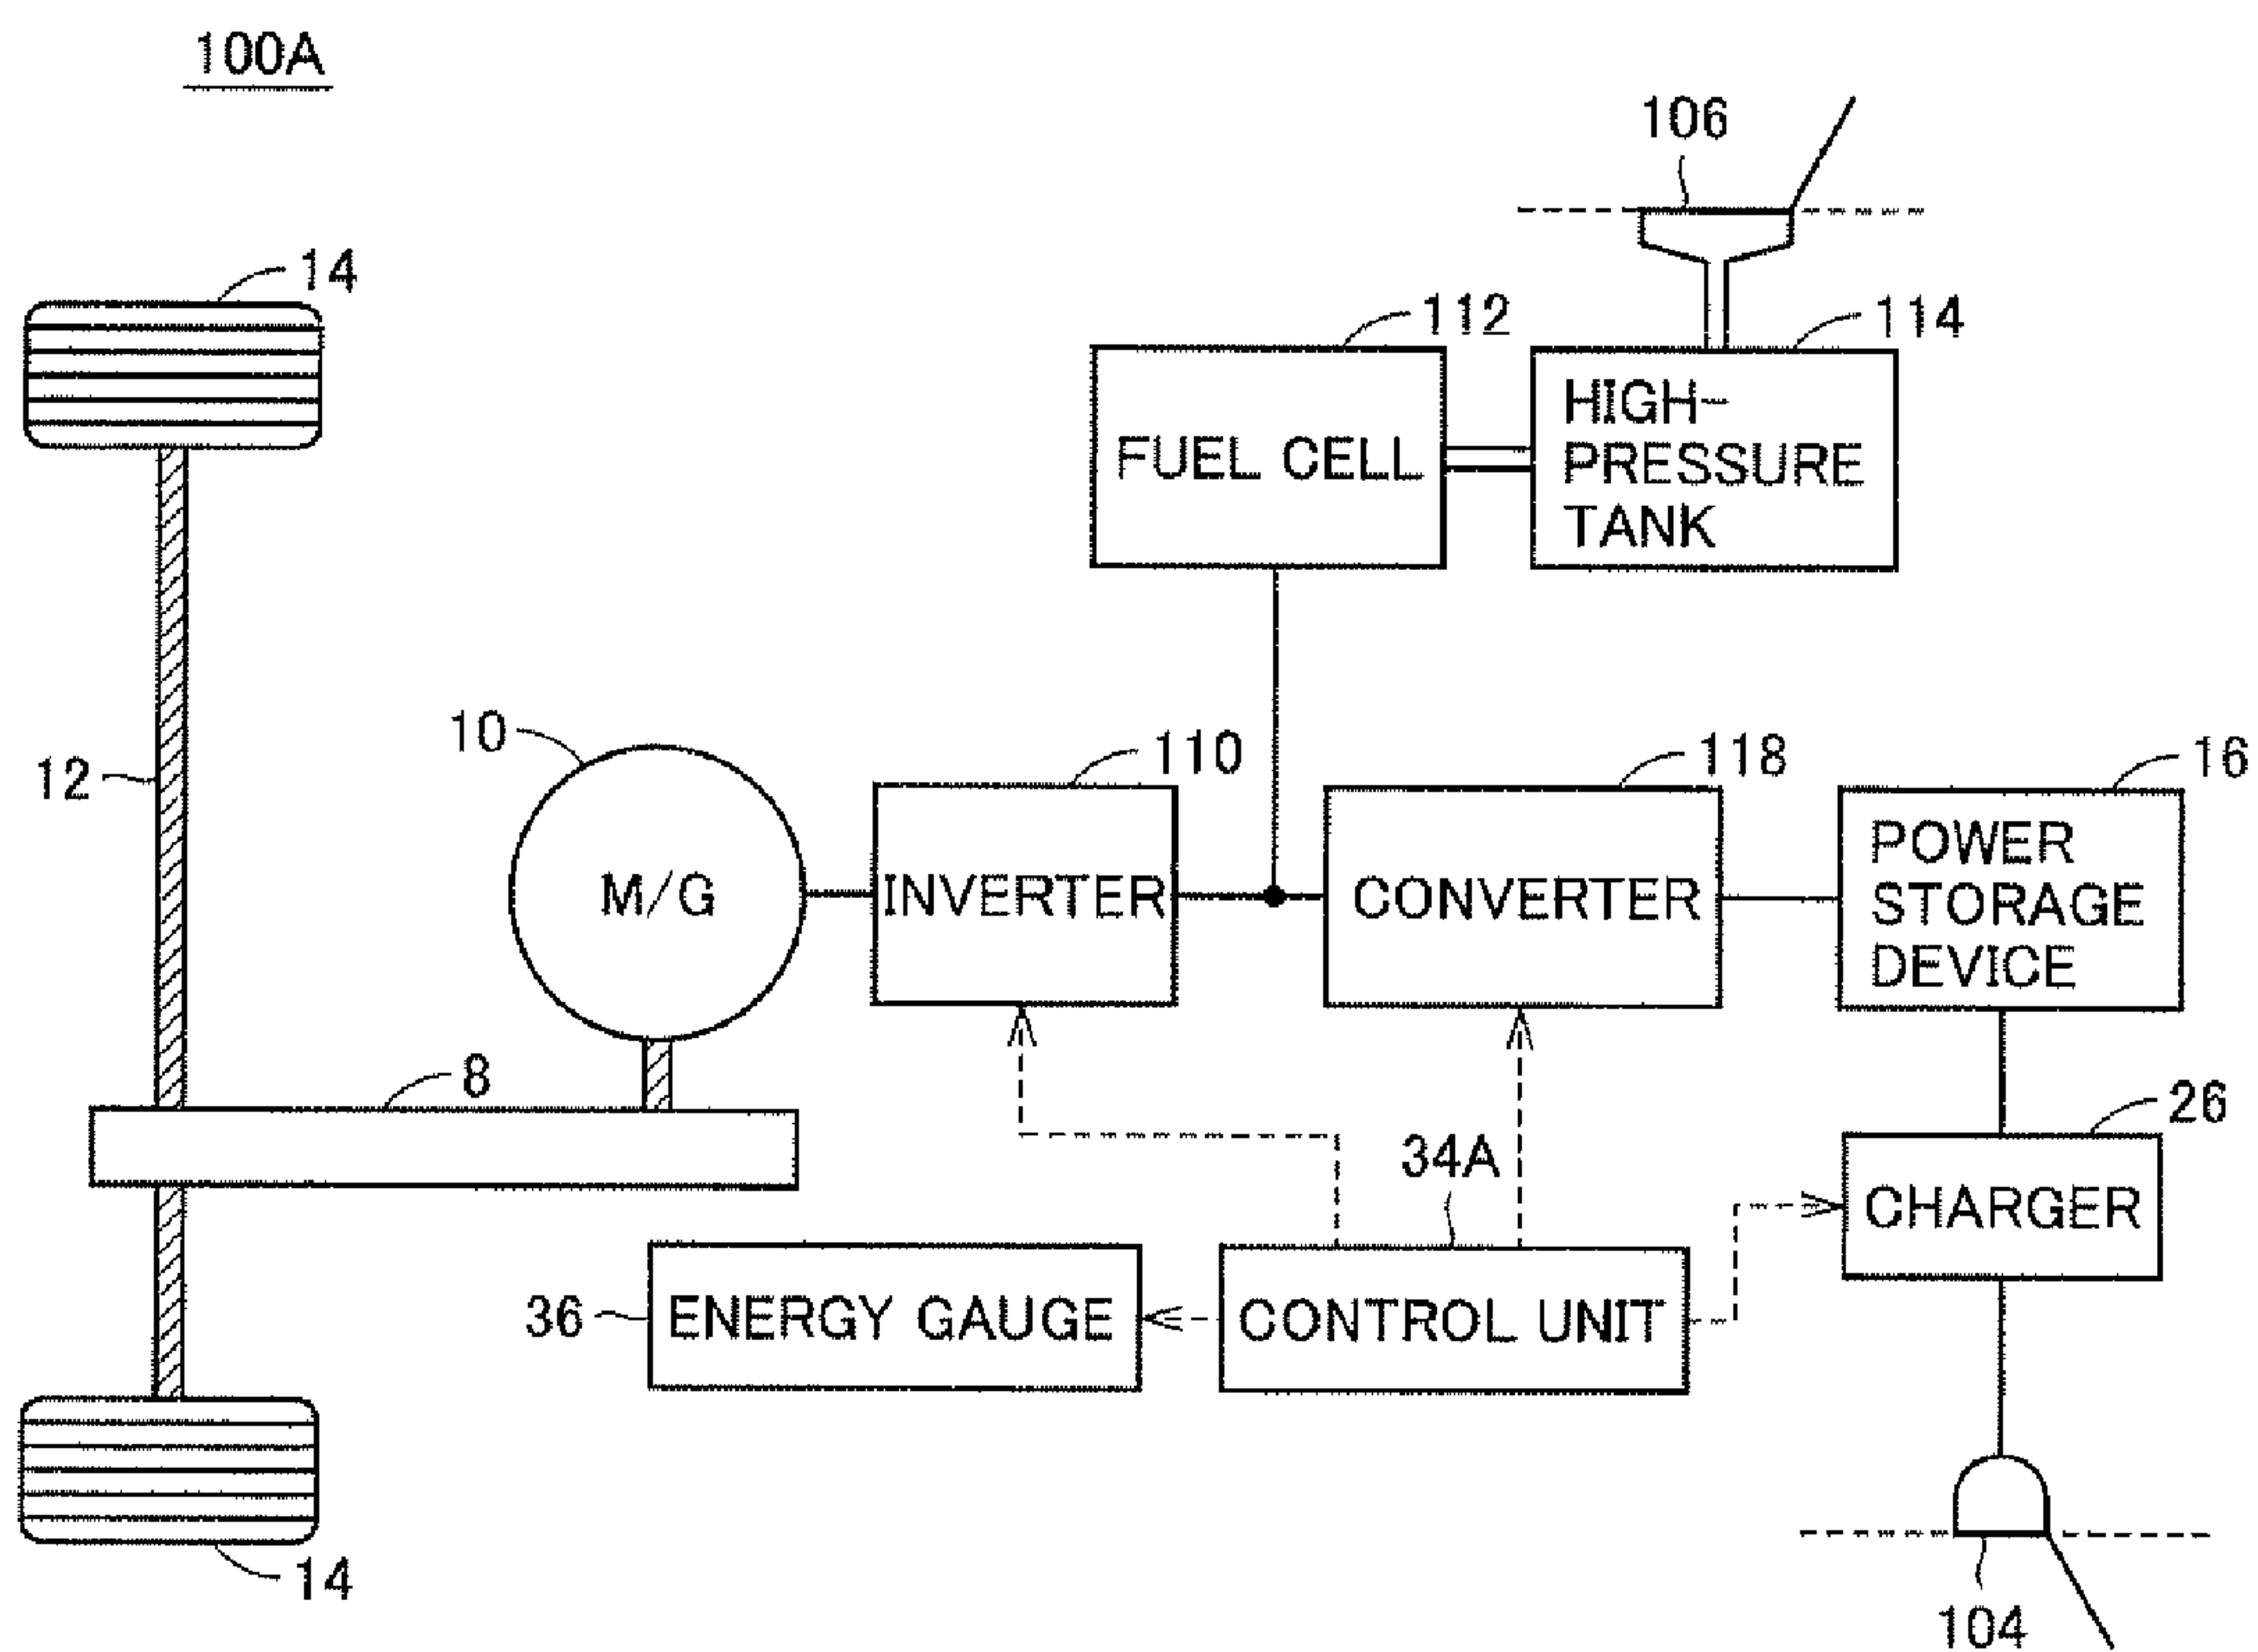 100A
106
14
112
114
FUEL CELL
HIGH-
PRESSURE
TANK
10
110
118
16
12
M/G
INVERTER
CONVERTER
POWER
STORAGE
DEVICE
8
34A
26
CHARGER
36
ENERGY GAUGE
CONTROL UNIT
14
104